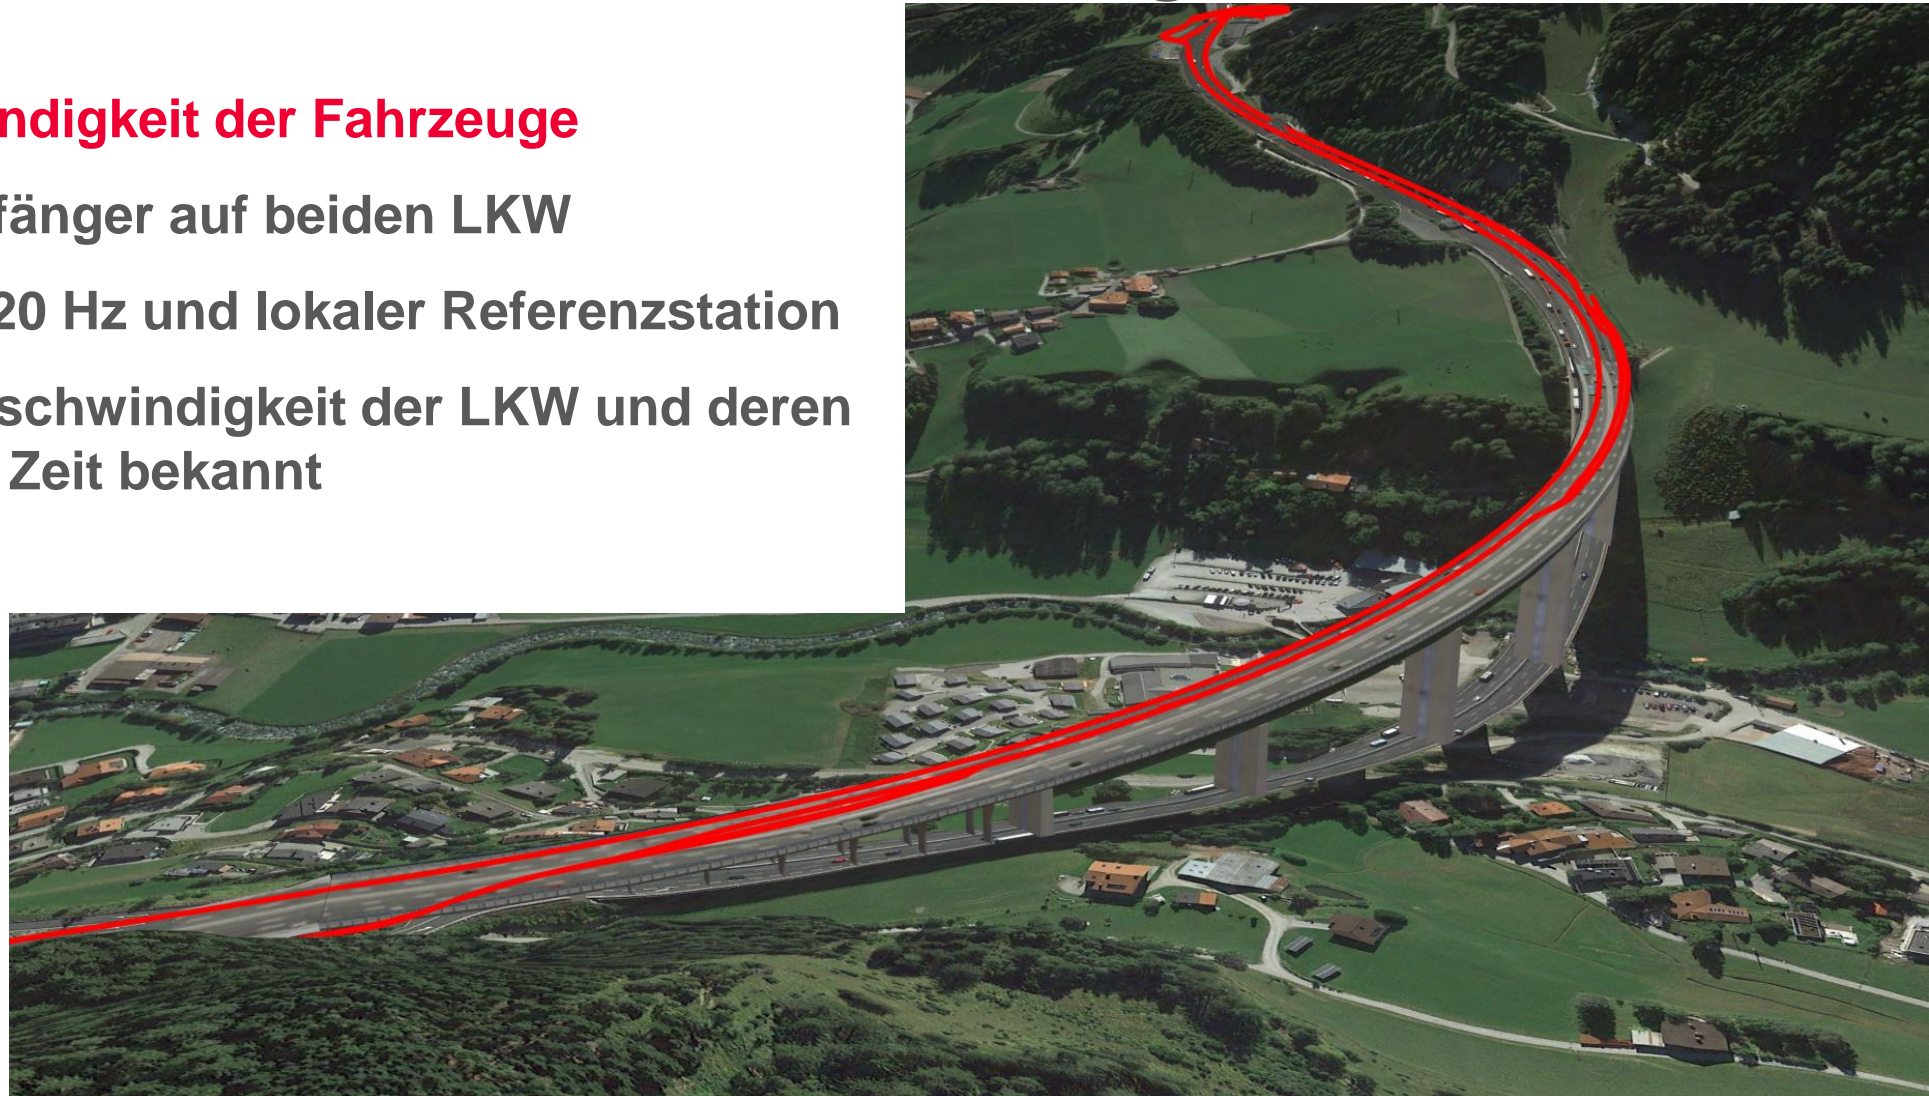 ndigkeit der Fahrzeuge
fänger auf beiden LKW
20 Hz und lokaler Referenzstation
schwindigkeit der LKW und deren
Zeit bekannt